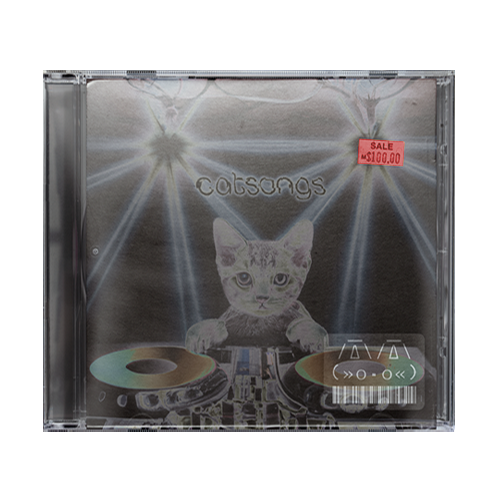 SALE
M$100.00
catsongs
/Ā\ /Ā\
( »o · o« )